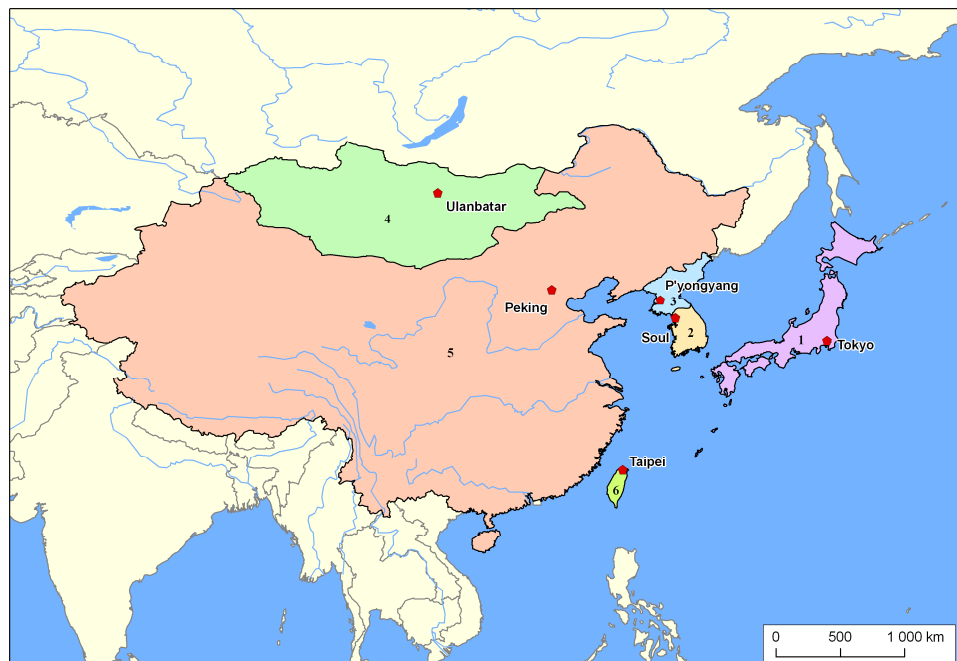 Ulanbatar
4
P'yongyang
Peking
3
Soul
2
1
Tokyo
5
Taipei
6
0 500 1 000 km